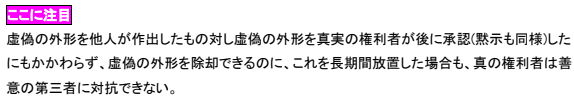 ここに注目
虚偽の外形を他人が作出したもの対し虚偽の外形を真実の権利者が後に承認(黙示も同様)した
にもかかわらず、虚偽の外形を除却できるのに、これを長期間放置した場合も、真の権利者は善
意の第三者に対抗できない。